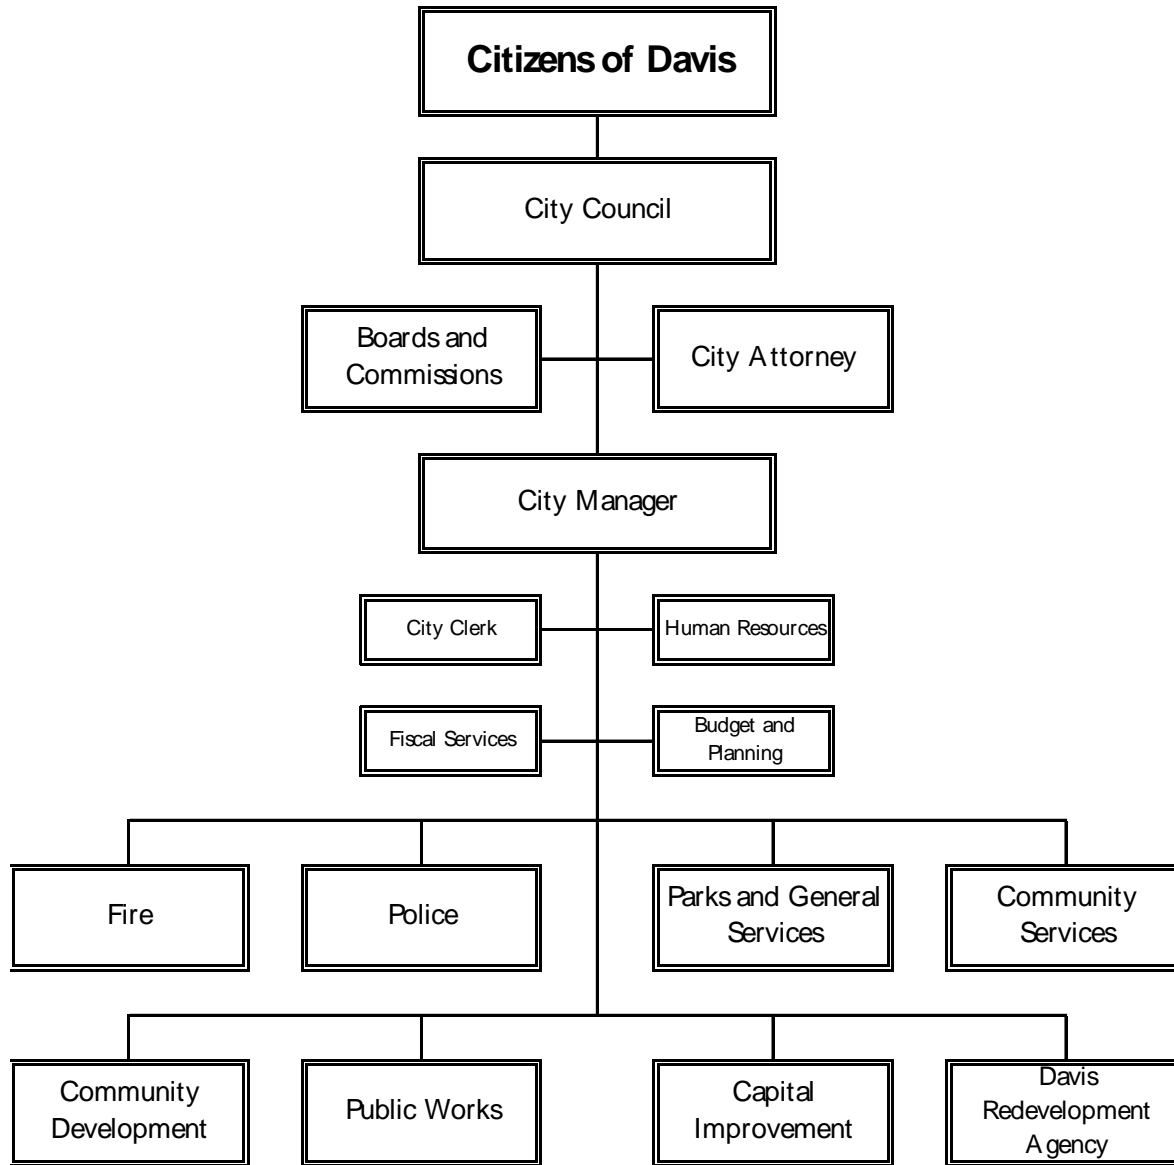 Citizens of Davis
City Council
Boards and
Commissions
City Attorney
City Manager
City Clerk
Human Resources
Fiscal Services
Budget and
Planning
Fire
Police
Parks and General
Services
Community
Services
Community
Development
Public Works
Capital
Improvement
Davis
Redevelopment
Agency